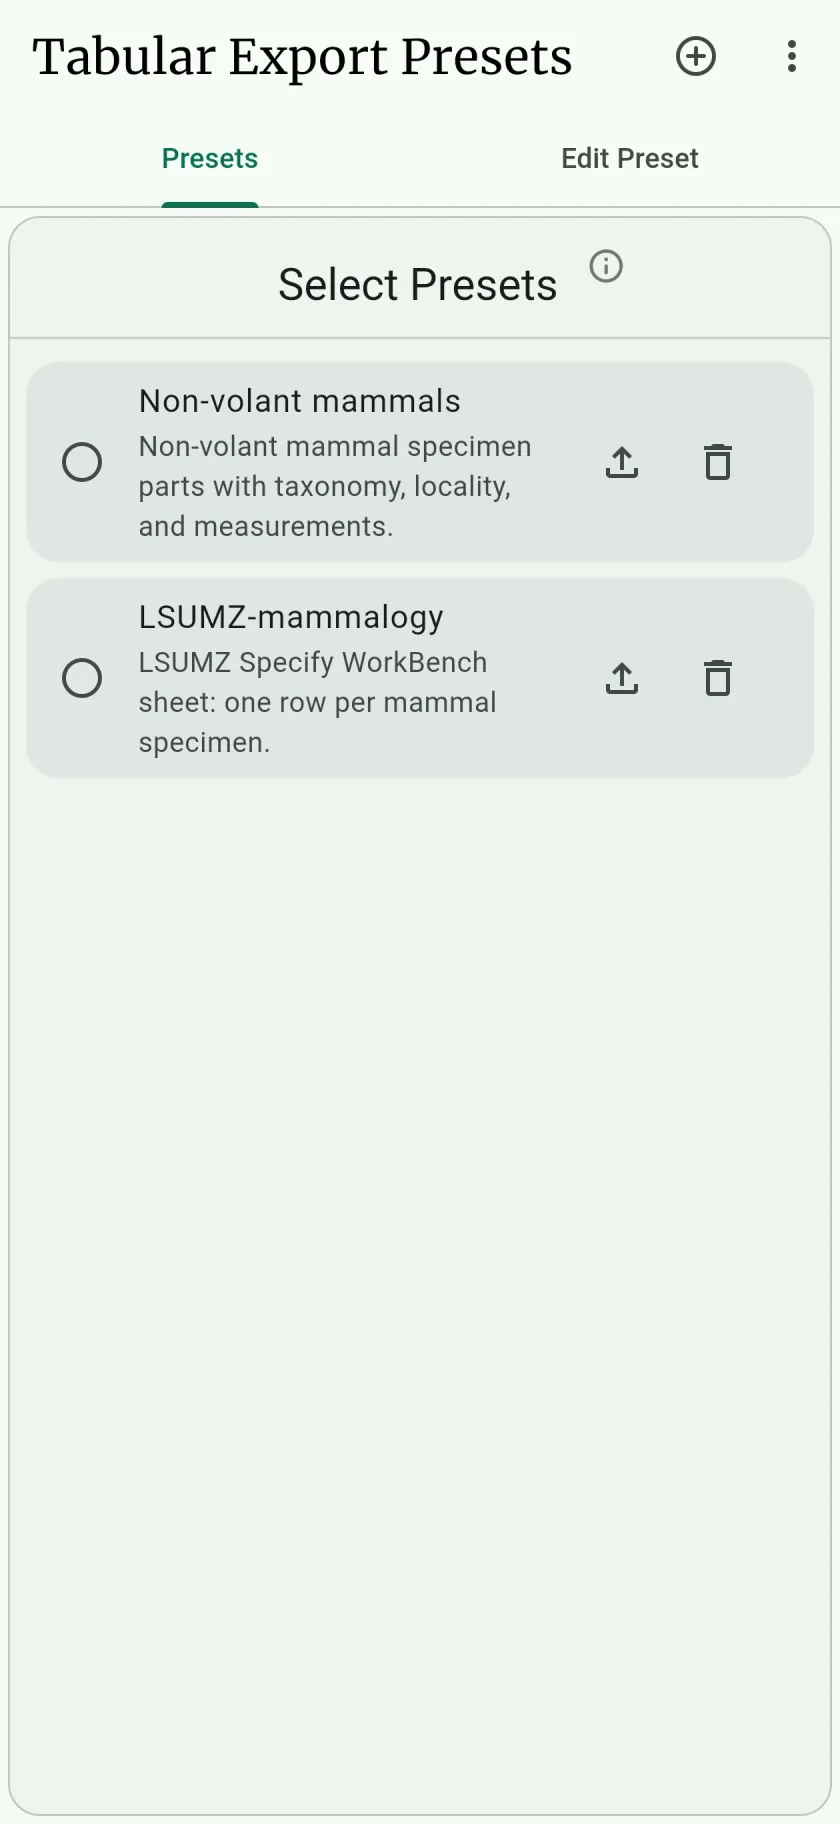 Tabular Export Presets
Presets
Edit Preset
Select Presets
Non-volant mammals
Non-volant mammal specimen
parts with taxonomy, locality,
and measurements.
LSUMZ-mammalogy
LSUMZ Specify WorkBench
sheet: one row per mammal
specimen.